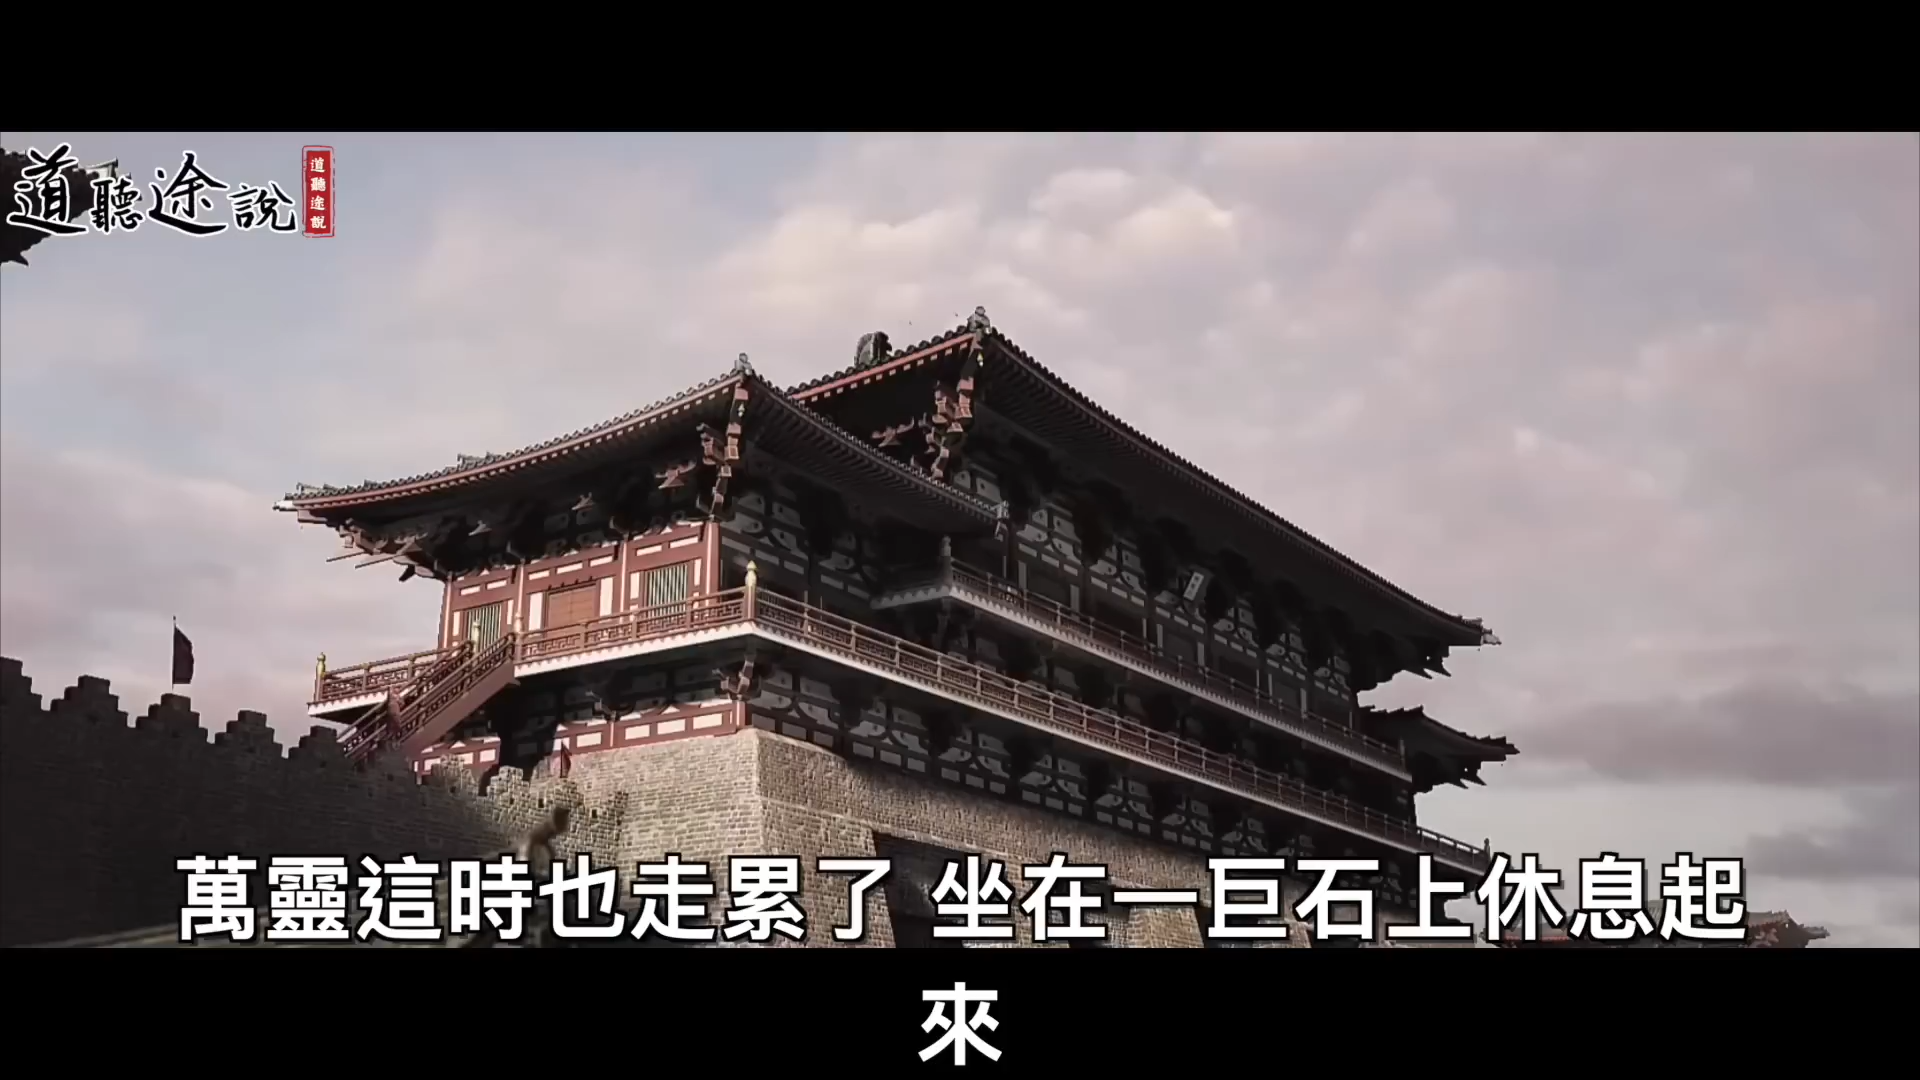 道聽途說
道聽途說
萬靈這時也走累了 坐在一巨石上休息起
來